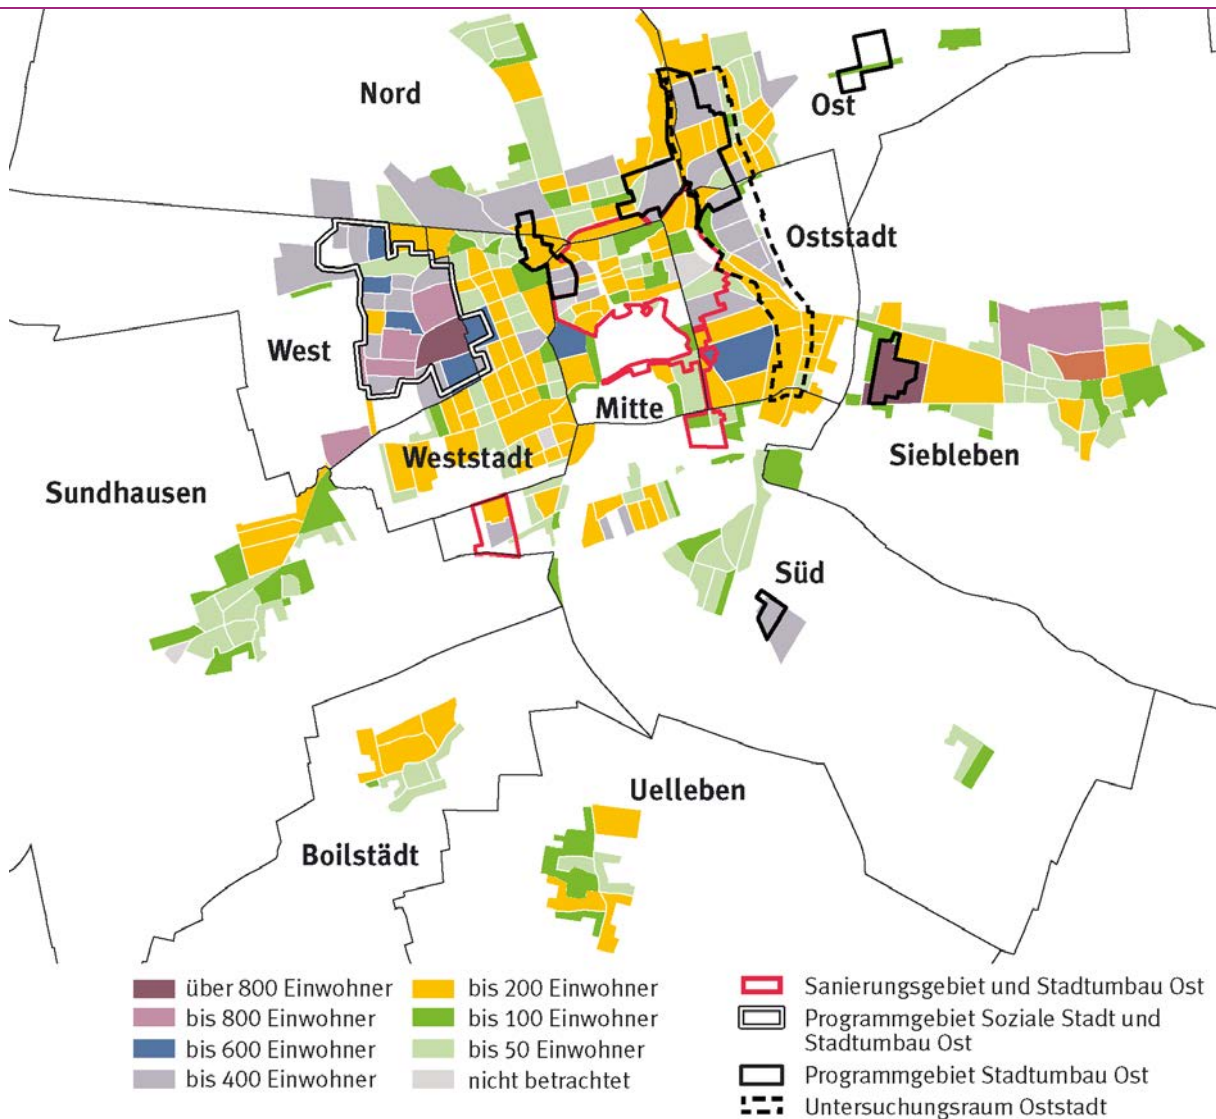 Nord
Ost
Oststadt
West
Mitte
Weststadt
Siebleben
Sundhausen
Süd
Uelleben
Boilstädt
über 800 Einwohner
bis 800 Einwohner
bis 600 Einwohner
bis 400 Einwohner
bis 200 Einwohner
bis 100 Einwohner
bis 50 Einwohner
nicht betrachtet
Sanierungsgebiet und Stadtumbau Ost
Programmgebiet Soziale Stadt und
Stadtumbau Ost
Programmgebiet Stadtumbau Ost
Untersuchungsraum Oststadt